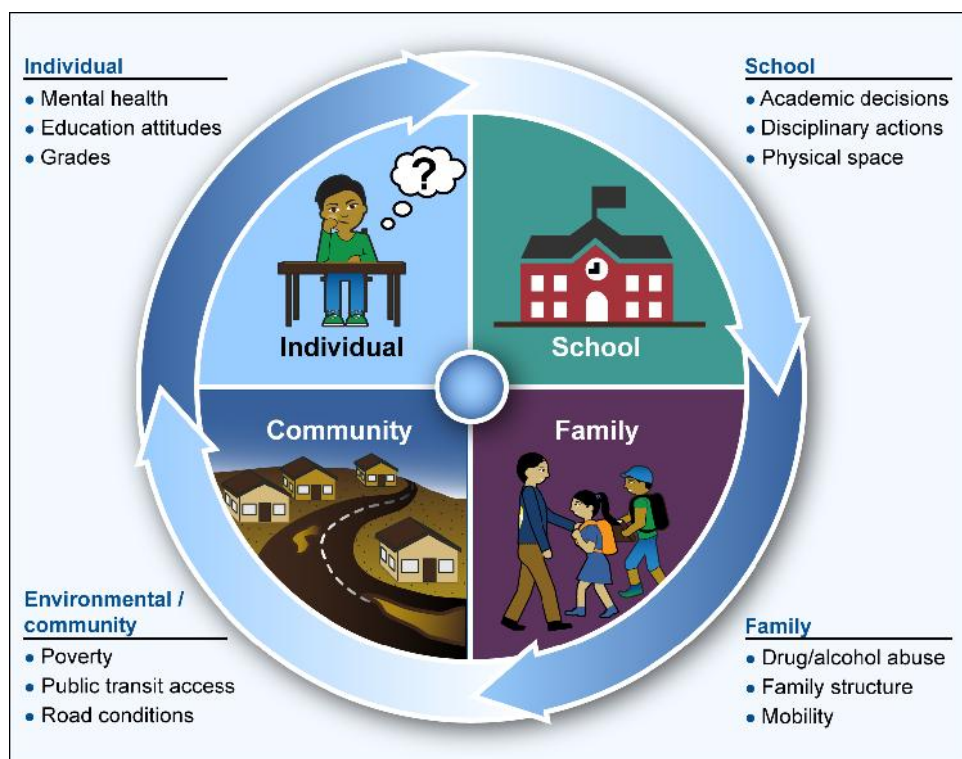 Individual
• Mental health
• Education attitudes
• Grades
School
• Academic decisions
• Disciplinary actions
• Physical space
?
Individual
School
Community
Family
Environmental /
community
• Poverty
• Public transit access
• Road conditions
Family
• Drug/alcohol abuse
• Family structure
• Mobility